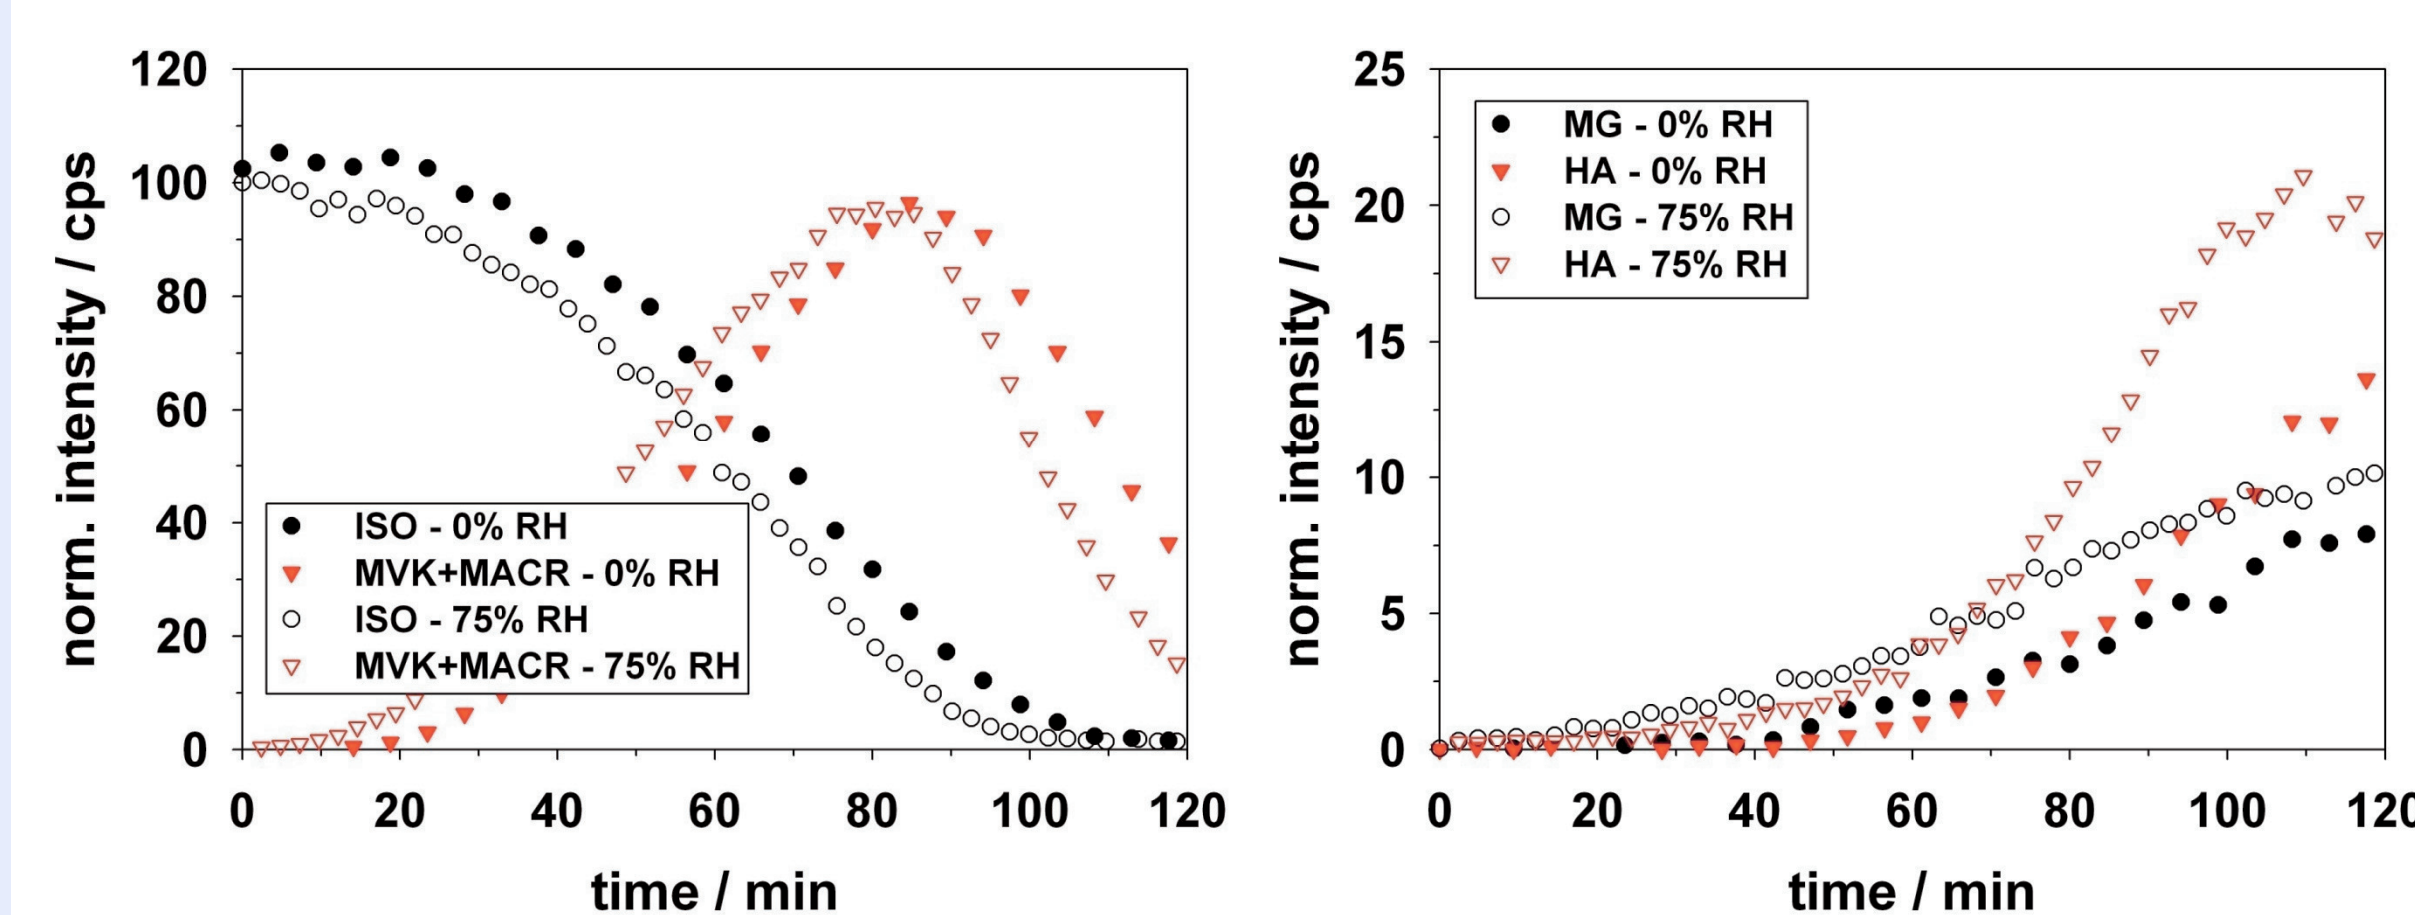 120
100
80
60
40
20
0
norm. intensity / cps
ISO - 0% RH
MVK+MACR - 0% RH
ISO - 75% RH
MVK+MACR - 75% RH
0 20 40 60 80 100 120
time / min
25
20
15
10
5
0
norm. intensity / cps
MG - 0% RH
HA - 0% RH
MG - 75% RH
HA - 75% RH
0 20 40 60 80 100 120
time / min